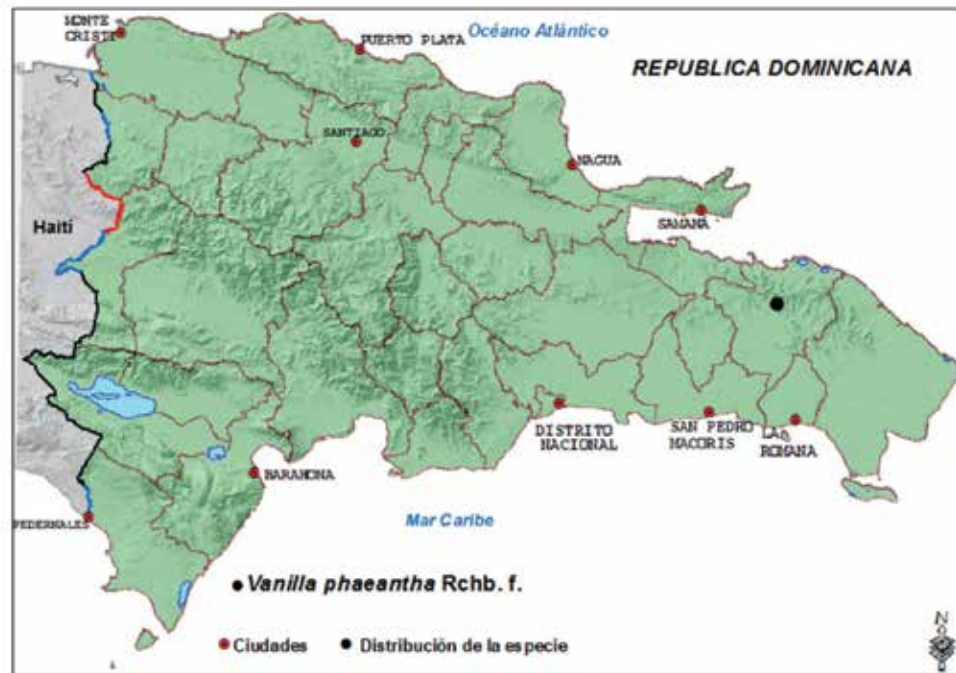 MONTE
CRISTI
PUERTO PLATA
Océano Atlántico
REPUBLICA DOMINICANA
SANTIAGO
NAGUA
SAMANA
Haití
DISTRITO
NACIONAL
SAN PEDRO
MACORIS
LA
ROMANA
BARAHONA
PEDERNALES
Mar Caribe
Vanilla phaeantha Rchb. f.
Ciudades
Distribución de la especie
N